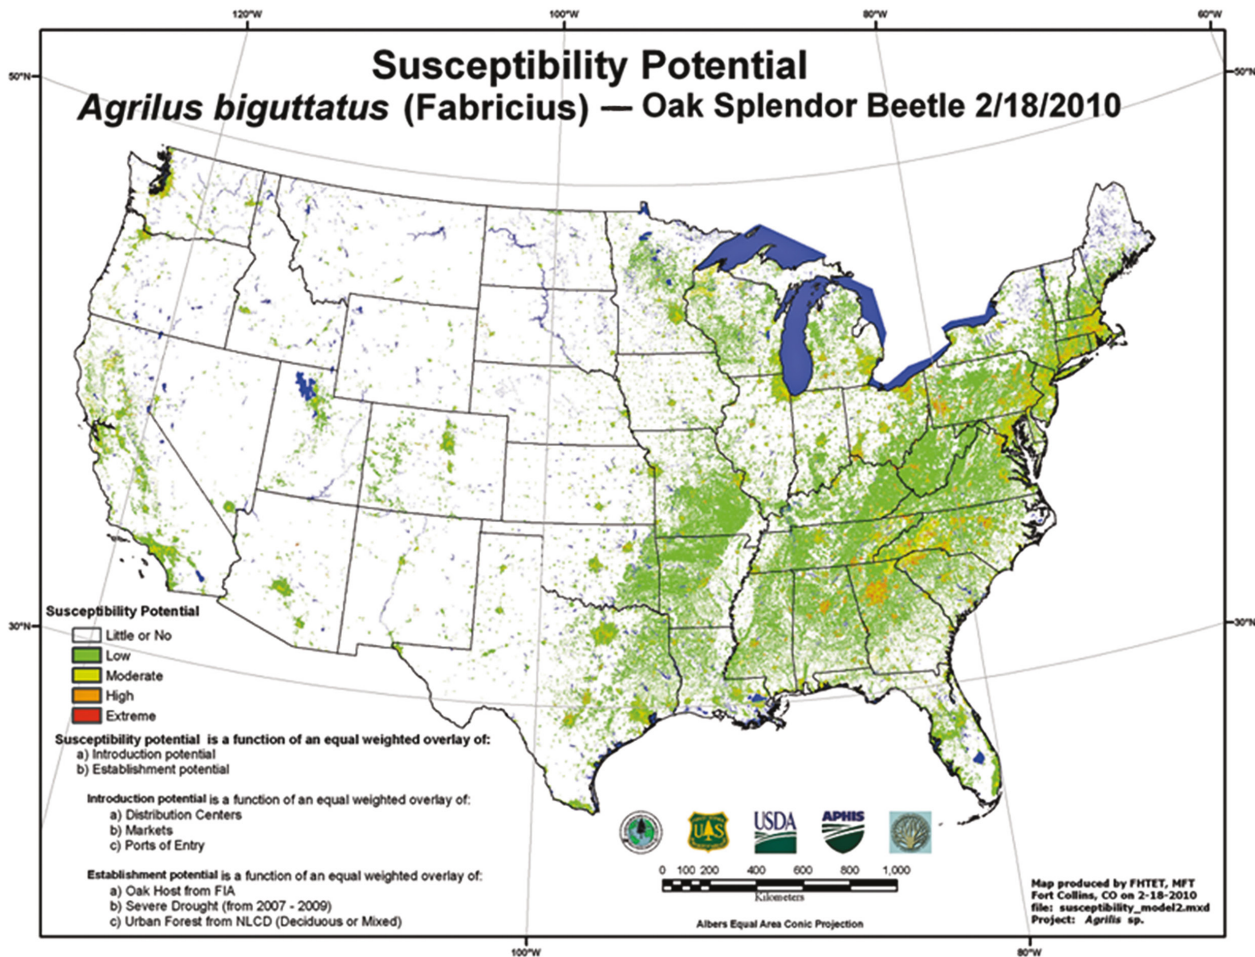 120°W 100°W 80°W 60°W
50°N 50°N
Susceptibility Potential
Agrilus biguttatus (Fabricius) — Oak Splendor Beetle 2/18/2010
30°N 30°N
Susceptibility Potential
Little or No
Low
Moderate
High
Extreme
Susceptibility potential is a function of an equal weighted overlay of:
a) Introduction potential
b) Establishment potential
Introduction potential is a function of an equal weighted overlay of:
a) Distribution Centers
b) Markets
c) Ports of Entry
Establishment potential is a function of an equal weighted overlay of:
a) Oak Host from FIA
b) Severe Drought (from 2007 - 2009)
c) Urban Forest from NLCD (Deciduous or Mixed)
U S
USDA
APHIS
0 100 200 400 600 800 1,000
Kilometers
Albers Equal Area Conic Projection
Map produced by FHTET, MFT
Fort Collins, CO on 2-18-2010
file: susceptibility_model2.mxd
Project: Agrilis sp.
100°W 80°W